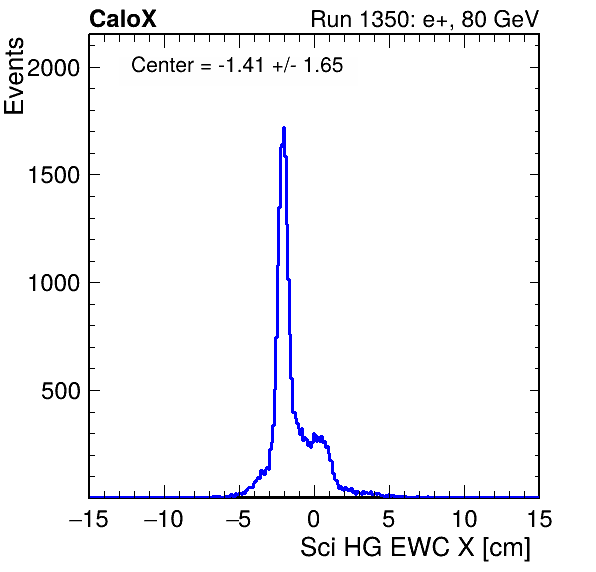 CaloX
Run 1350: e+, 80 GeV
Events
Center = -1.41 +/- 1.65
2000
1500
1000
500
−15
−10
−5
0
5
10
15
Sci HG EWC X [cm]